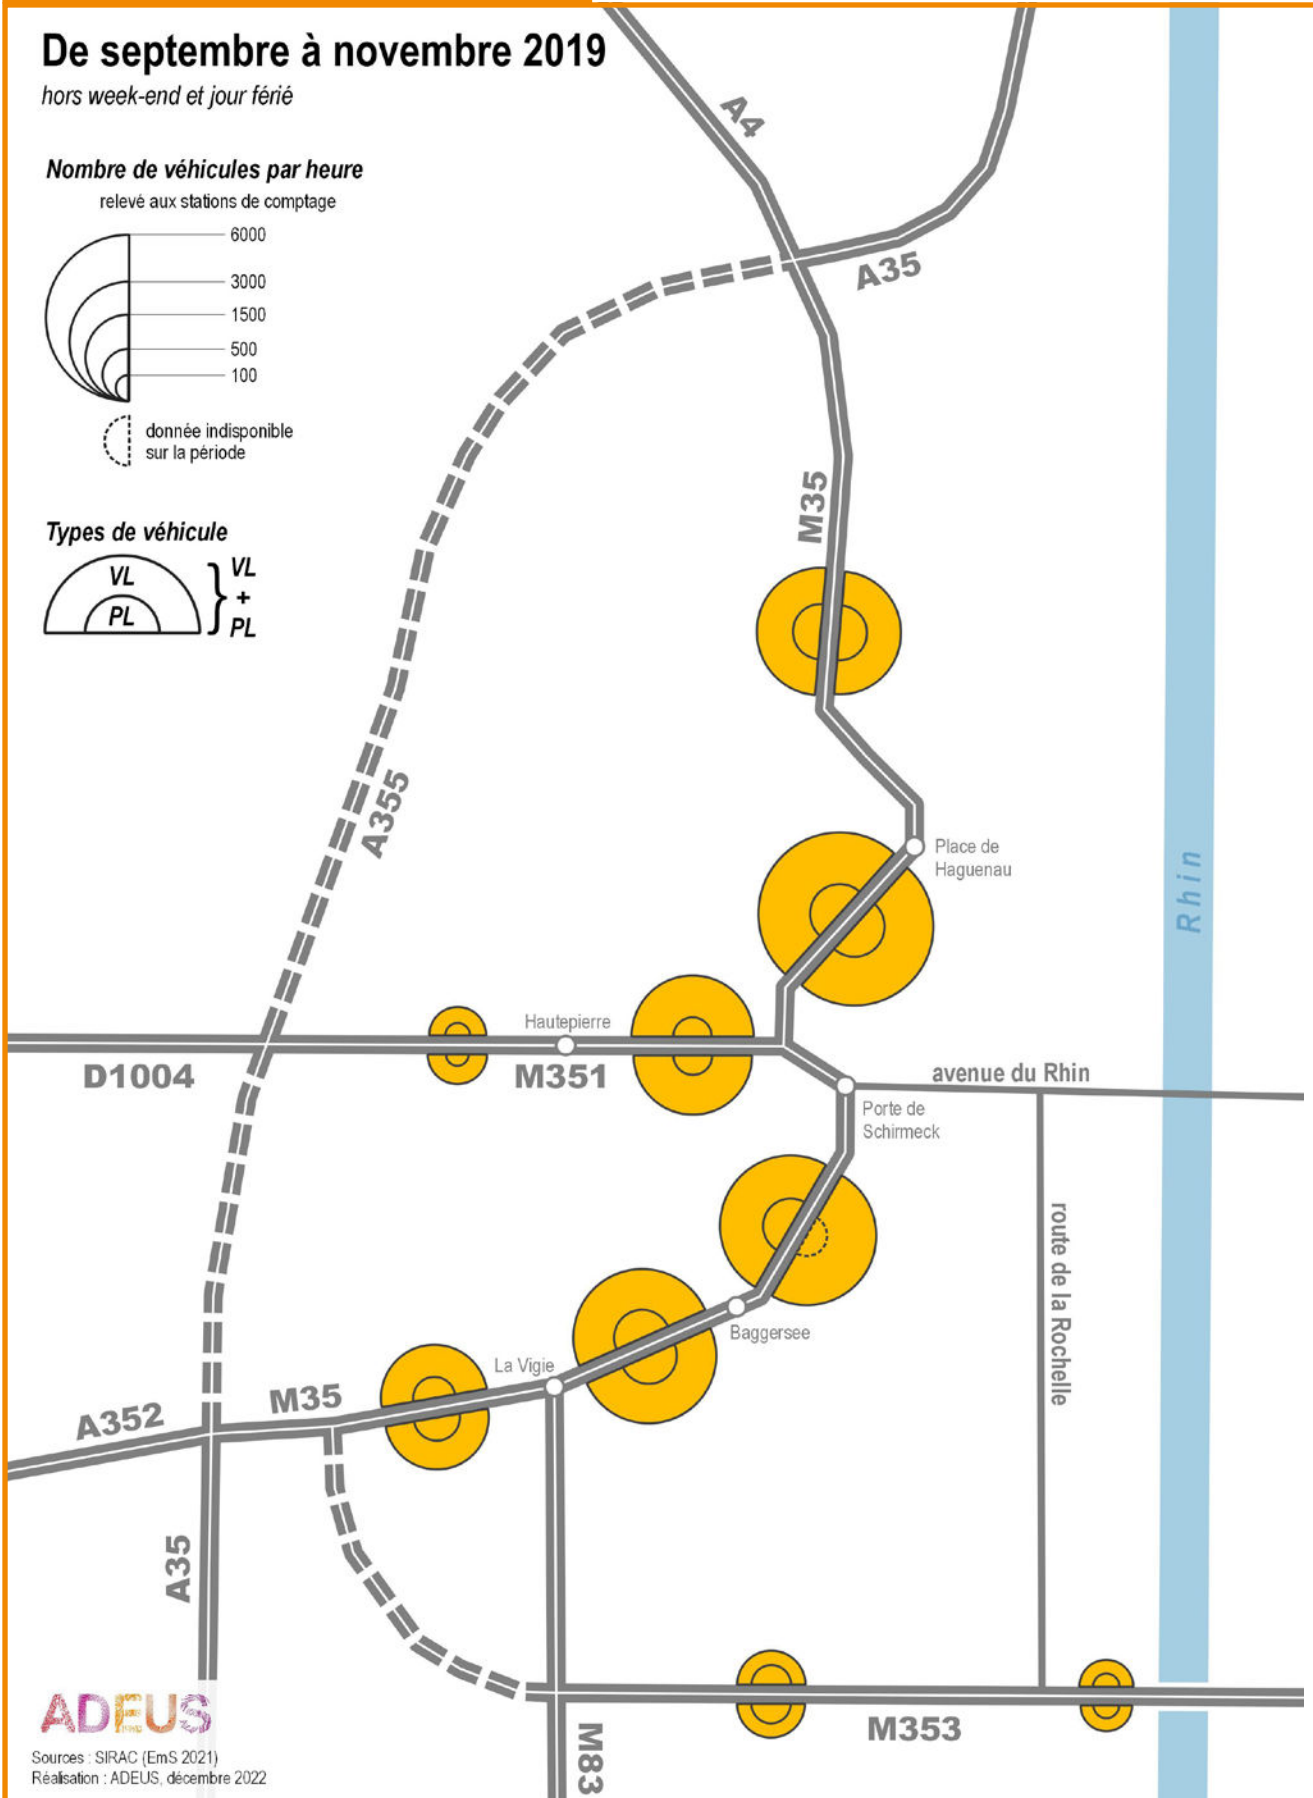 De septembre à novembre 2019
hors week-end et jour férié
Nombre de véhicules par heure
relevé aux stations de comptage
6000
3000
1500
500
100
donnée indisponible
sur la période
Types de véhicule
VL
PL
VL
+
PL
A4
A35
M35
A355
Place de
Haguenau
Rhin
Hautepierre
D1004
M351
avenue du Rhin
Porte de
Schirmeck
route de la Rochelle
Baggersee
La Vigie
M35
A352
A35
M353
M83
ADEUS
Sources : SIRAC (EmS 2021)
Réalisation : ADEUS, décembre 2022